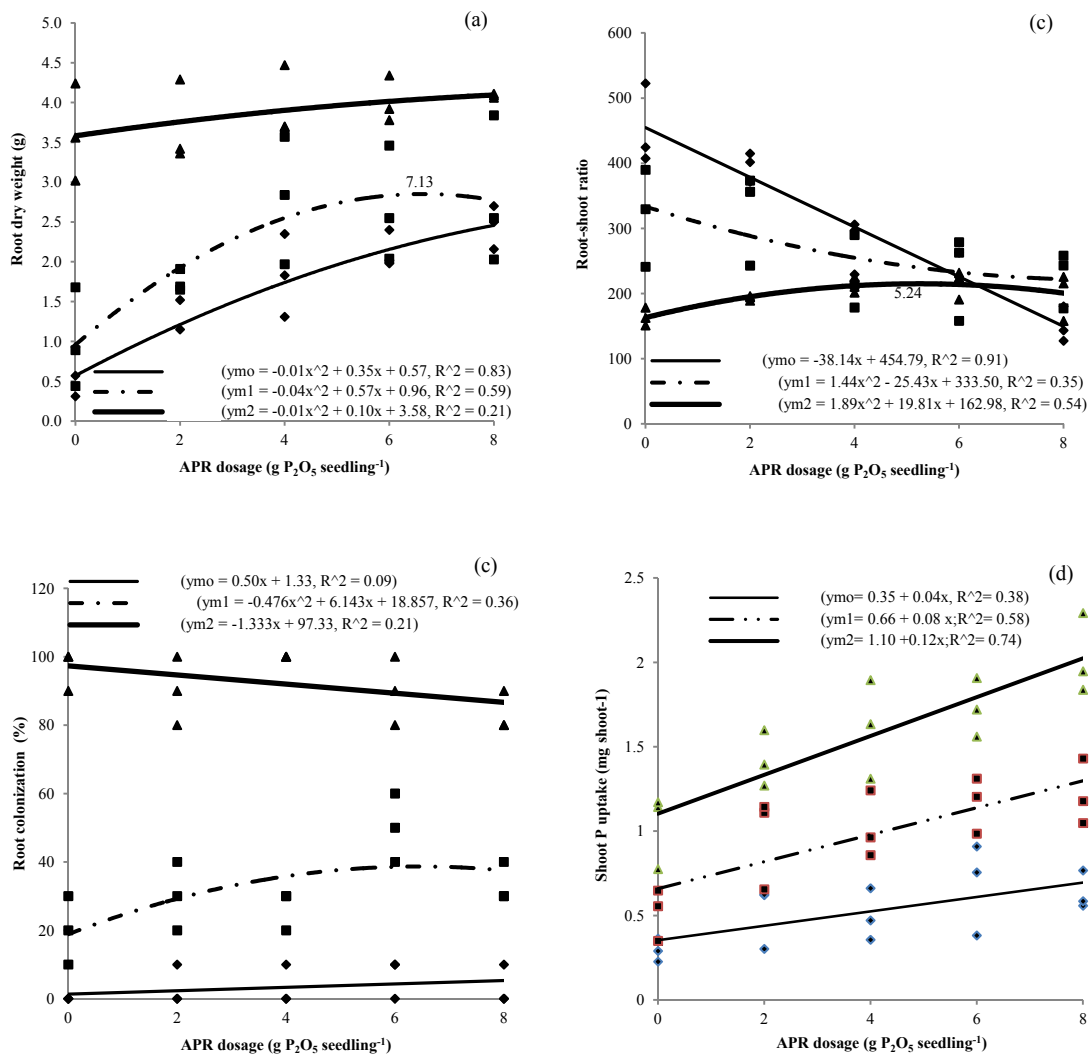 (a)
5.0
4.5
4.0
3.5
3.0
2.5
2.0
1.5
1.0
0.5
0.0
Root dry weight (g)
7.13
(ymo = -0.01x^2 + 0.35x + 0.57, R^2 = 0.83)
(ym1 = -0.04x^2 + 0.57x + 0.96, R^2 = 0.59)
(ym2 = -0.01x^2 + 0.10x + 3.58, R^2 = 0.21)
0 2 4 6 8
APR dosage (g P₂O₅ seedling⁻¹)
(c)
600
500
400
300
200
100
0
Root-shoot ratio
5.24
(ymo = -38.14x + 454.79, R^2 = 0.91)
(ym1 = 1.44x^2 - 25.43x + 333.50, R^2 = 0.35)
(ym2 = 1.89x^2 + 19.81x + 162.98, R^2 = 0.54)
0 2 4 6 8
APR dosage (g P₂O₅ seedling⁻¹)
(c)
120
100
80
60
40
20
0
Root colonization (%)
(ymo = 0.50x + 1.33, R^2 = 0.09)
(ym1 = -0.476x^2 + 6.143x + 18.857, R^2 = 0.36)
(ym2 = -1.333x + 97.33, R^2 = 0.21)
0 2 4 6 8
APR dosage (g P₂O₅ seedling⁻¹)
(d)
2.5
2
1.5
1
0.5
0
Shoot P uptake (mg shoot-1)
(ymo= 0.35 + 0.04x, R^2= 0.38)
(ym1= 0.66 + 0.08 x;R^2= 0.58)
(ym2= 1.10 +0.12x;R^2= 0.74)
0 2 4 6 8
APR dosage (g P₂O₅ seedling⁻¹)